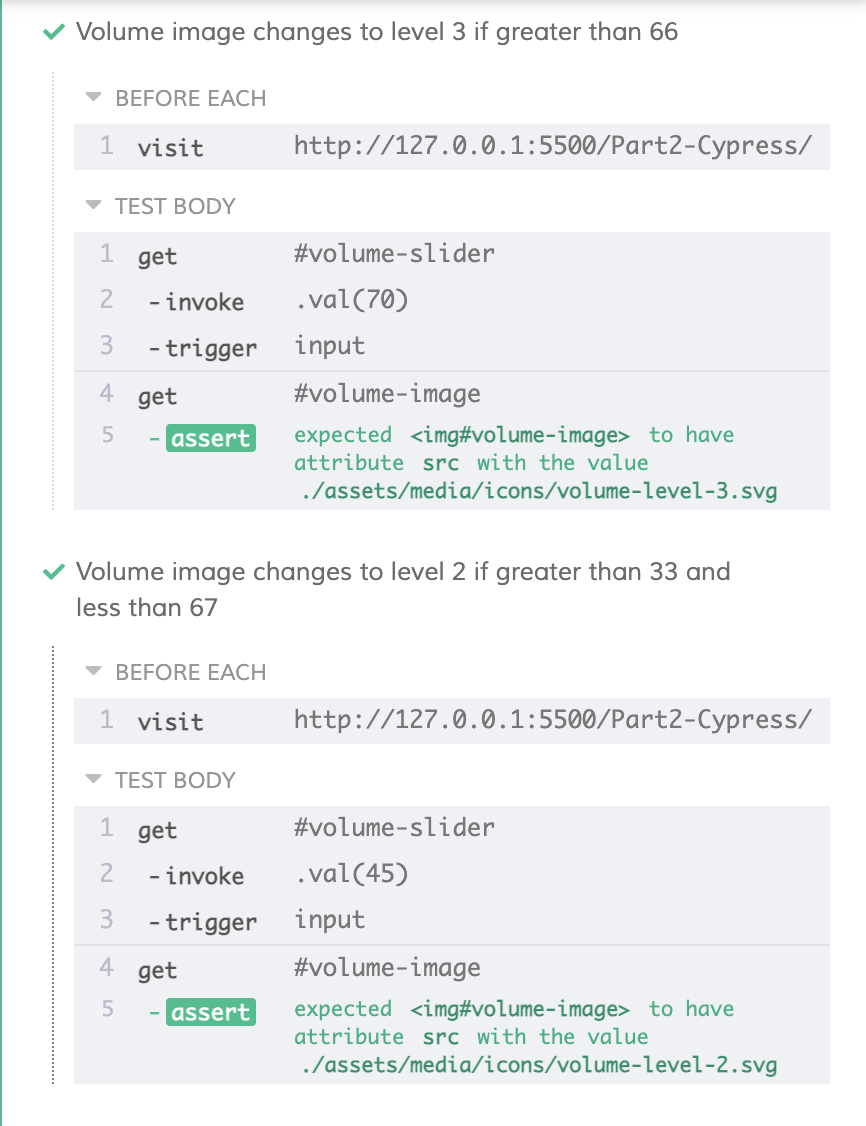 Volume image changes to level 3 if greater than 66
BEFORE EACH
1 visit http://127.0.0.1:5500/Part2-Cypress/
TEST BODY
1 get #volume-slider
2 -invoke .val(70)
3 -trigger input
4 get #volume-image
5 -assert expected <img#volume-image> to have
attribute src with the value
./assets/media/icons/volume-level-3.svg
Volume image changes to level 2 if greater than 33 and
less than 67
BEFORE EACH
1 visit http://127.0.0.1:5500/Part2-Cypress/
TEST BODY
1 get #volume-slider
2 -invoke .val(45)
3 -trigger input
4 get #volume-image
5 -assert expected <img#volume-image> to have
attribute src with the value
./assets/media/icons/volume-level-2.svg